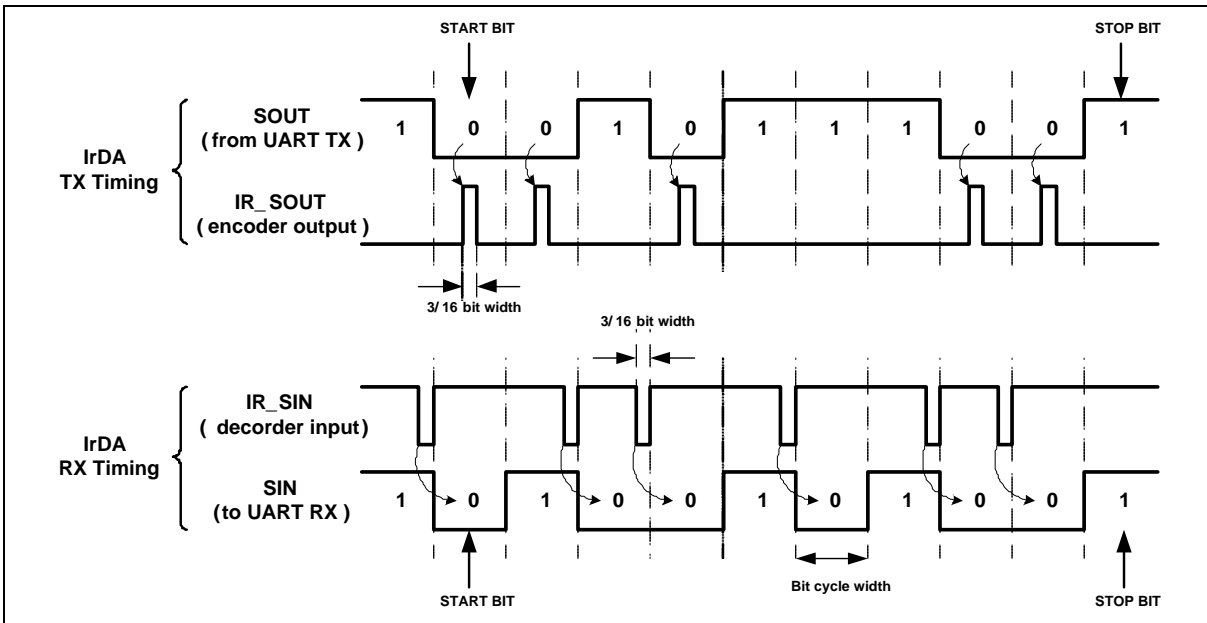 START BIT
STOP BIT
SOUT
( from UART TX )
1 0 0 1 0 1 1 1 0 0 1
IrDA
TX Timing
IR_SOUT
( encoder output )
3/ 16 bit width
3/ 16 bit width
IR_SIN
( decorder input)
IrDA
RX Timing
SIN
(to UART RX )
1 0 1 0 0 1 0 1 0 0 1
Bit cycle width
START BIT
STOP BIT